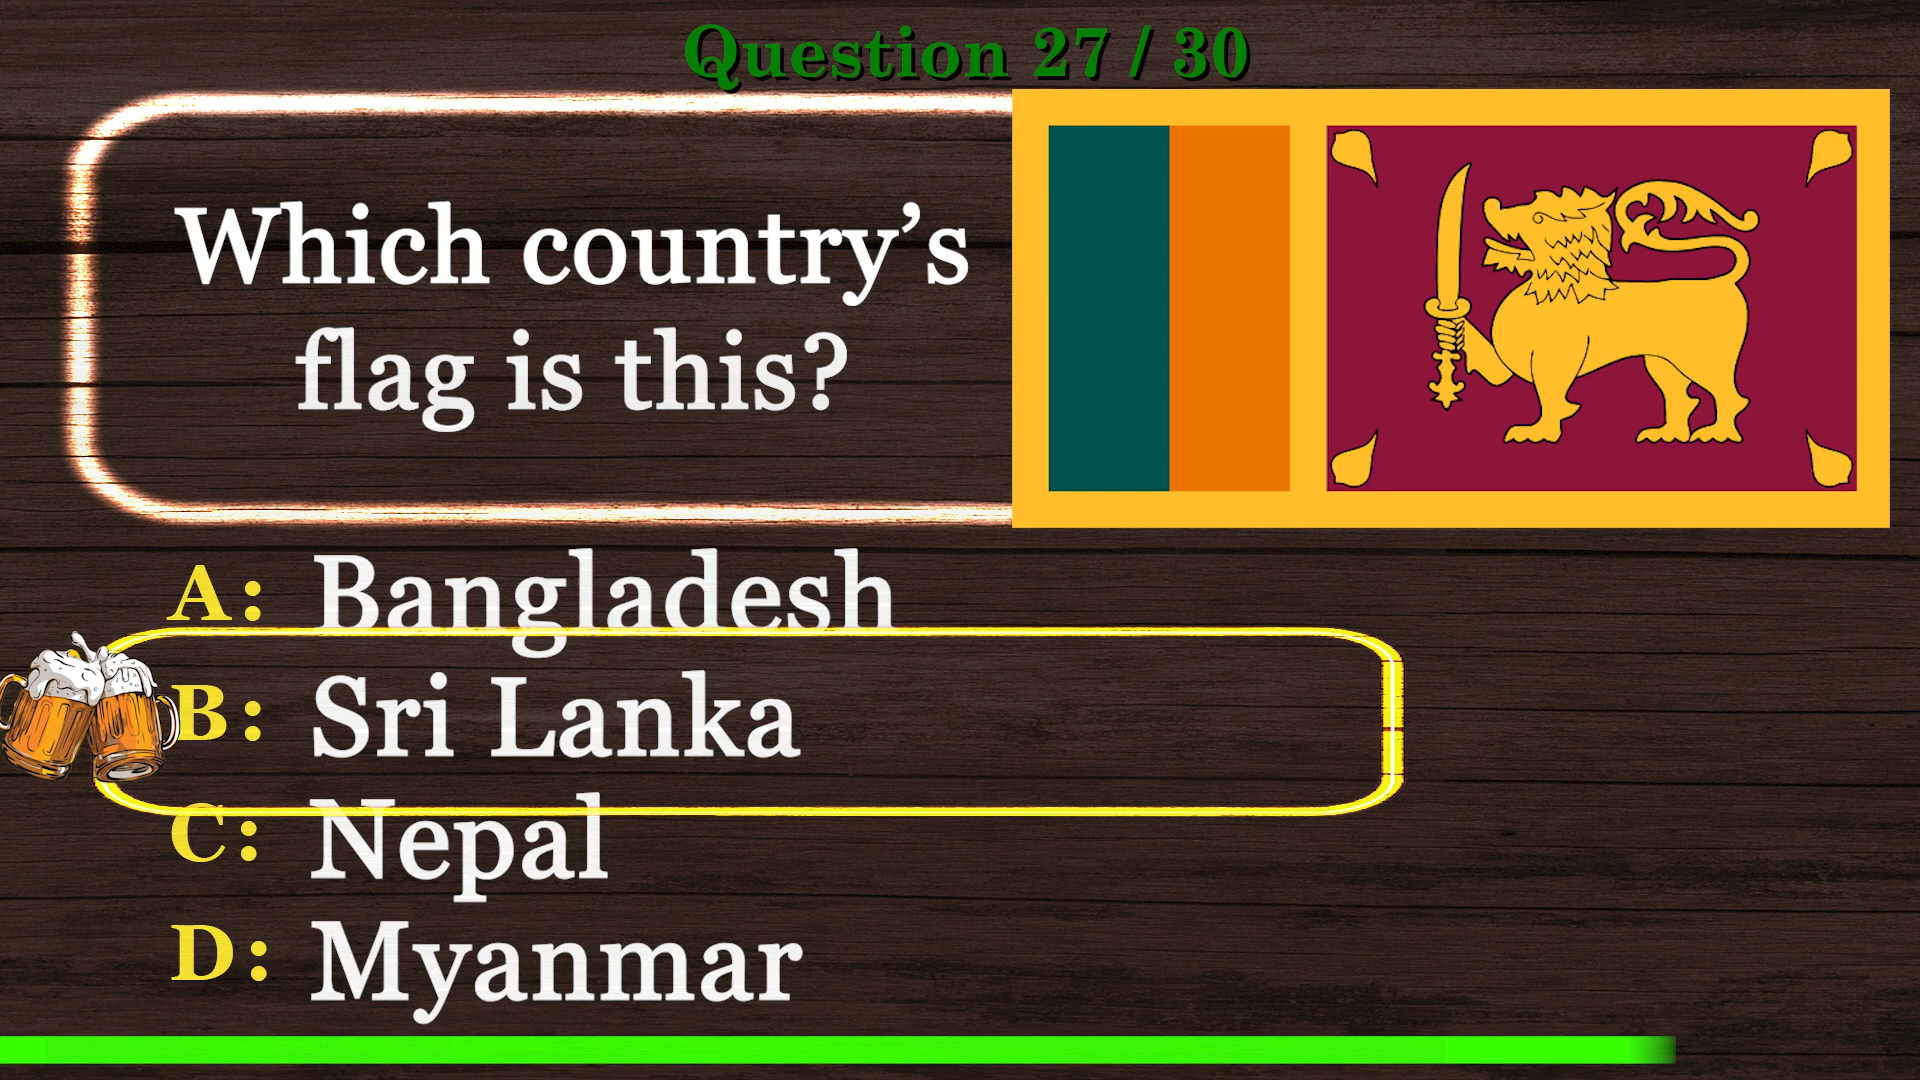 Question 27 / 30
Which country’s
flag is this?
A: Bangladesh
B: Sri Lanka
C: Nepal
D: Myanmar